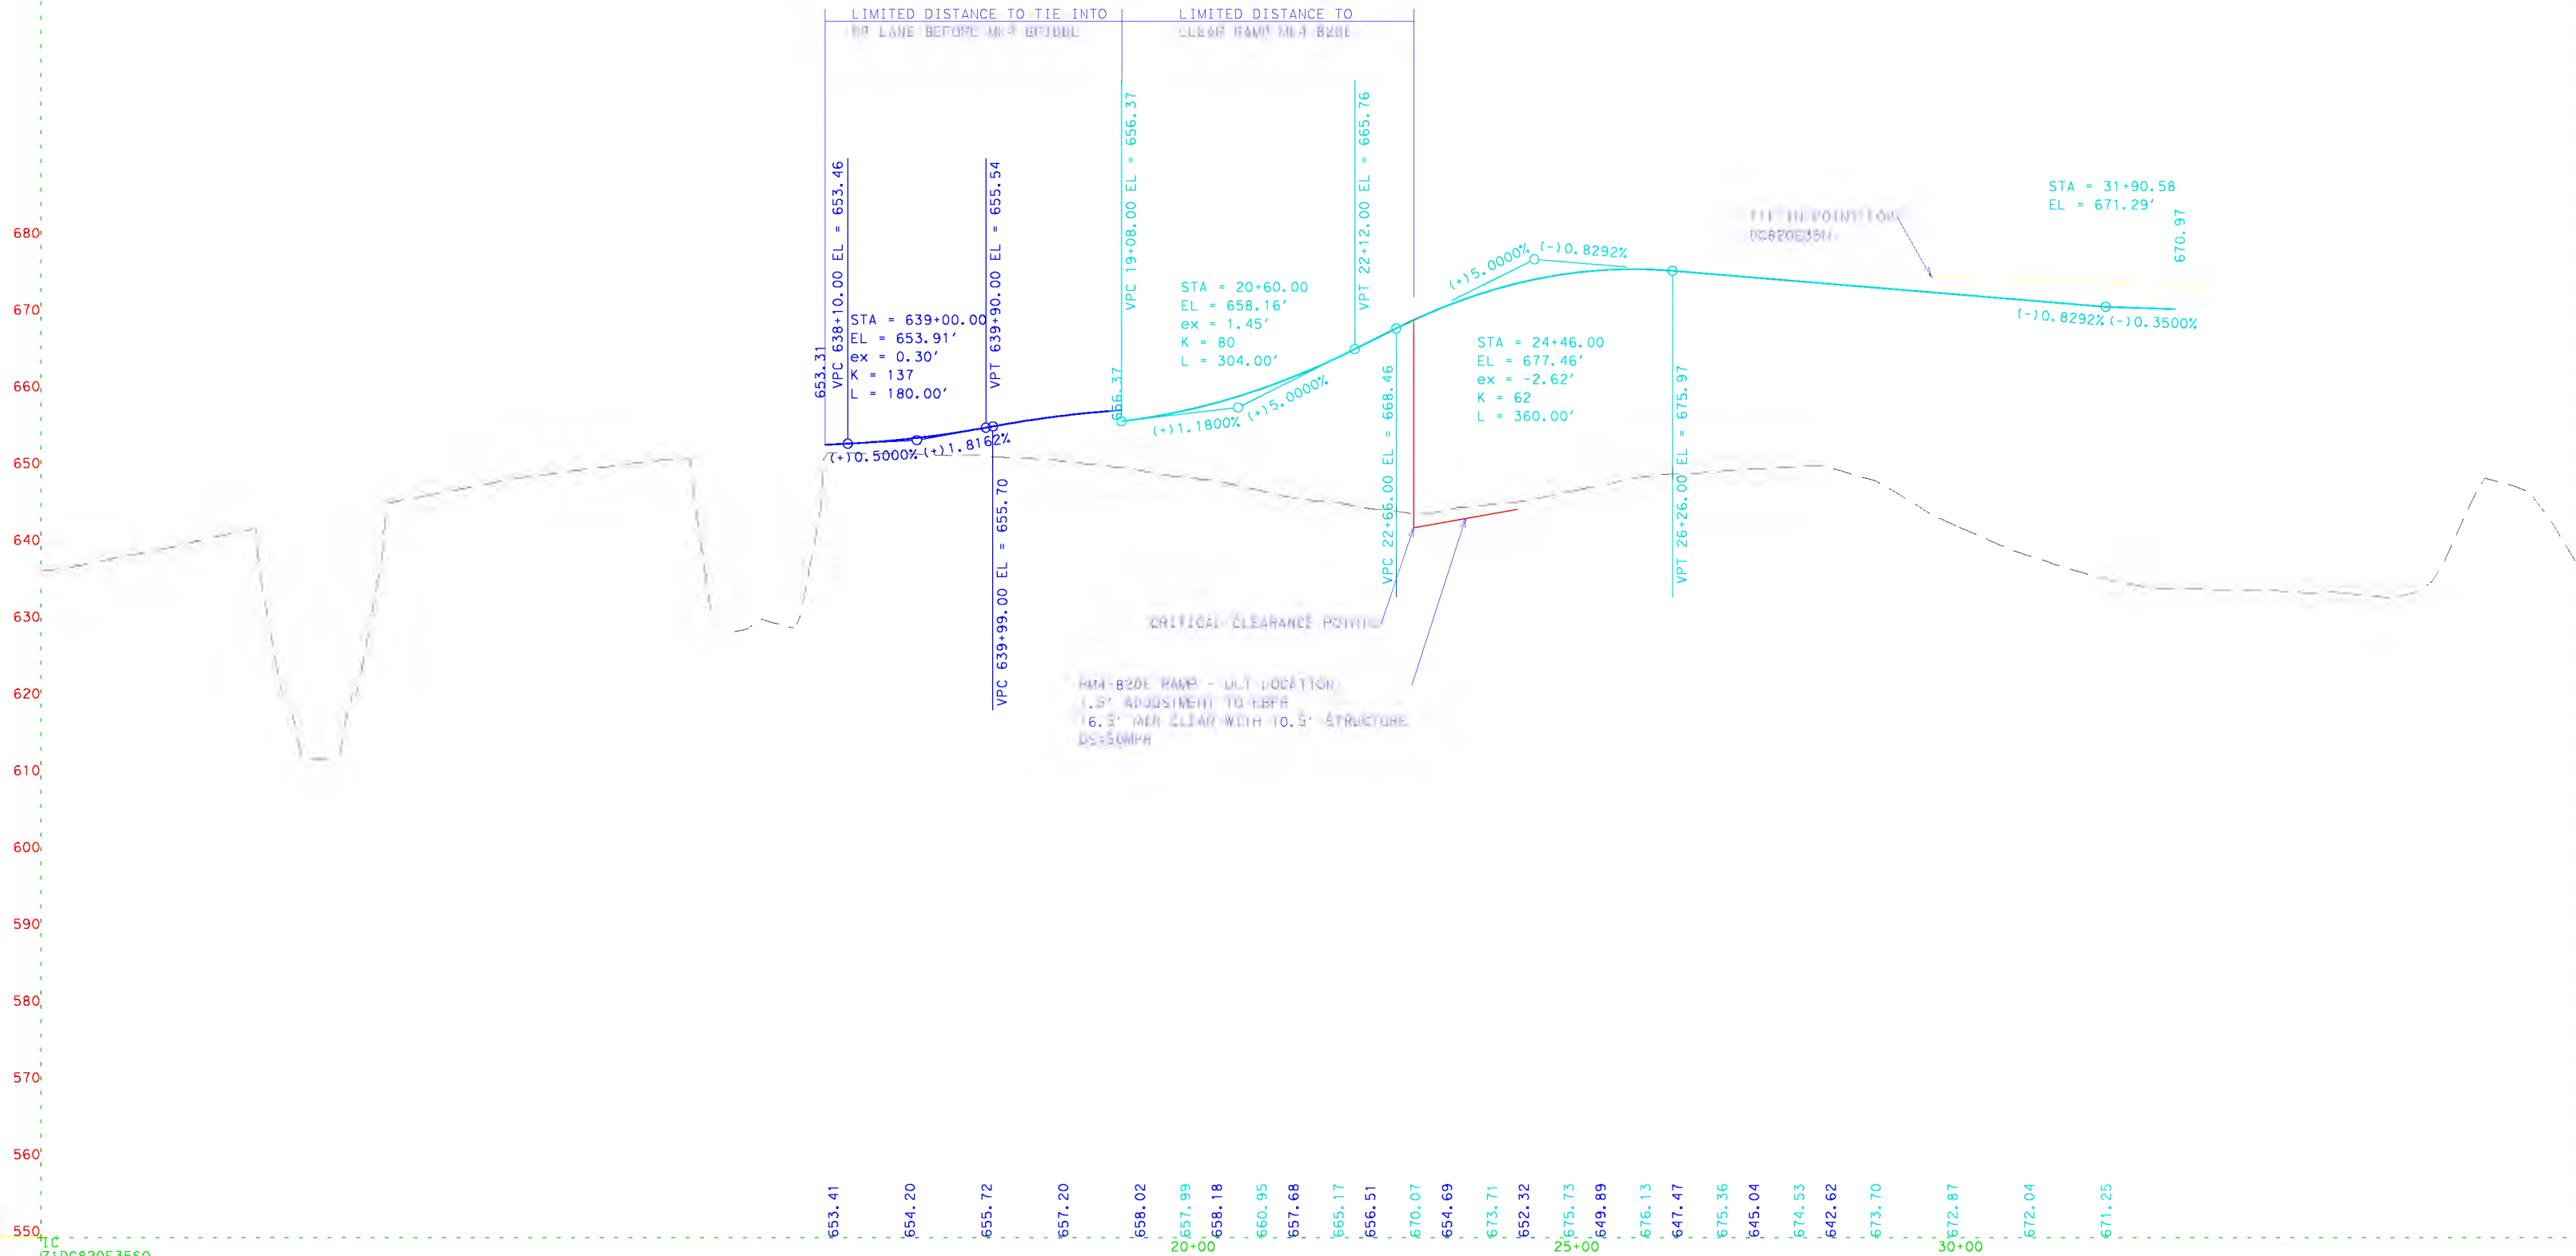 LIMITED DISTANCE TO TIE INTO
LIMITED DISTANCE TO
VPC 638+10.00 EL = 653.46
VPT 639+90.00 EL = 655.54
VPC 19+08.00 EL = 656.37
VPT 22+12.00 EL = 665.76
STA = 31+90.58
EL = 671.29′
670.97
680
670
660
650
640
630
620
610
600
590
580
570
560
550
653.31
STA = 639+00.00
EL = 653.91′
ex = 0.30′
K = 137
L = 180.00′
(+)0.5000%
(+)1.8162%
VPC 639+99.00 EL = 655.70
656.37
STA = 20+60.00
EL = 658.16′
ex = 1.45′
K = 80
L = 304.00′
(+)1.1800%
(+)5.0000%
(+)5.0000%
(-)0.8292%
STA = 24+46.00
EL = 677.46′
ex = -2.62′
K = 62
L = 360.00′
VPC 22+66.00 EL = 668.46
VPT 26+26.00 EL = 675.97
(-)0.8292%
(-)0.3500%
CRITICAL CLEARANCE
653.41
654.20
655.72
657.20
658.02
657.99
658.18
660.95
657.68
665.17
656.51
670.07
654.69
673.71
652.32
675.73
649.89
676.13
647.47
675.36
645.04
674.53
642.62
673.70
672.87
672.04
671.25
20+00
25+00
30+00